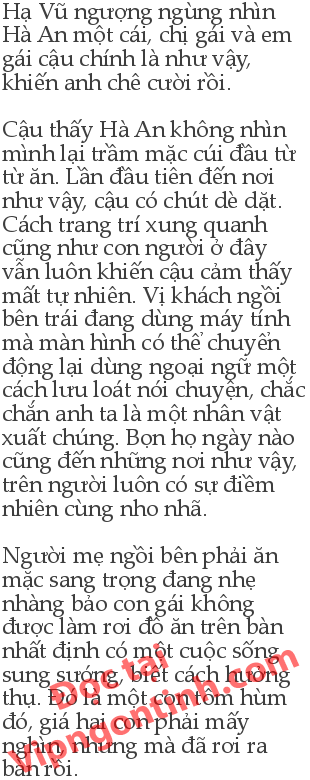 Hạ Vũ ngượng ngùng nhìn
Hà An một cái, chị gái và em
gái cậu chính là như vậy,
khiến anh chê cười rồi.

Cậu thấy Hà An không nhìn
mình lại trầm mặc cúi đầu từ
từ ăn. Lần đầu tiên đến nơi
như vậy, cậu có chút dè dặt.
Cách trang trí xung quanh
cũng như con người ở đây
vẫn luôn khiến cậu cảm thấy
mất tự nhiên. Vị khách ngồi
bên trái đang dùng máy tính
mà màn hình có thể chuyển
động lại dùng ngoại ngữ một
cách lưu loát nói chuyện, chắc
chắn anh ta là một nhân vật
xuất chúng. Bọn họ ngày nào
cũng đến những nơi như vậy,
trên người luôn có sự điềm
nhiên cùng nho nhã.

Người mẹ ngồi bên phải ăn
mặc sang trọng đang nhẹ
nhàng bảo con gái không
được làm rơi đồ ăn trên bàn
nhất định có một cuộc sống
sung sướng, biết cách hưởng
thụ. Đó là một con tôm hùm
đó, giá hai con phải mấy
nghìn, nhưng mà đã rơi ra
bàn rồi.
Đọc tại
Vipngontinh.com